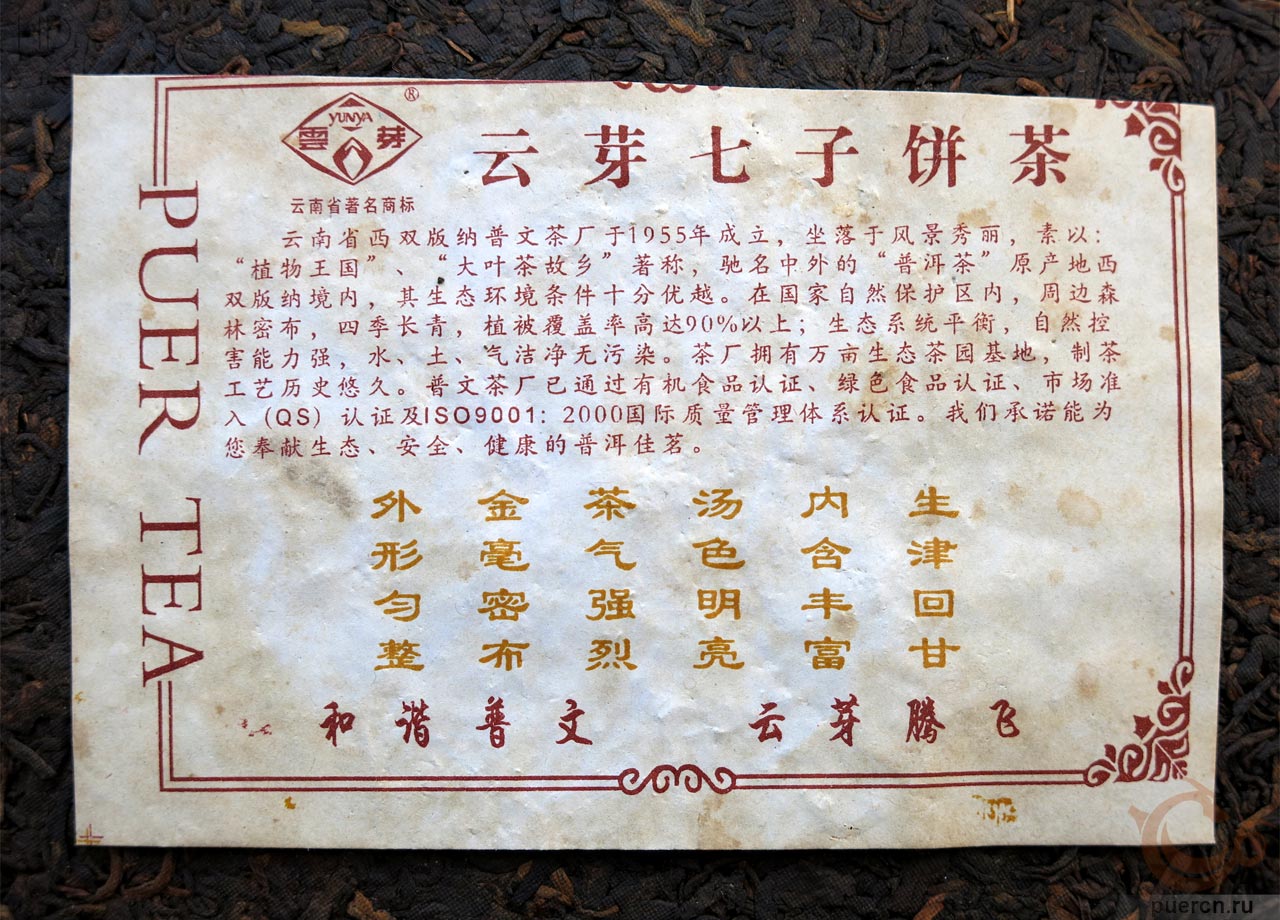 YUNYA
雲 芽
®
云南省著名商标
云芽七子饼茶
PUER TEA
云南省西双版纳普文茶厂于1955年成立，坐落于风景秀丽，素以：
“植物王国”、“大叶茶故乡”著称，驰名中外的“普洱茶”原产地西
双版纳境内，其生态环境条件十分优越。在国家自然保护区内，周边森
林密布，四季长青，植被覆盖率高达90%以上；生态系统平衡，自然控
害能力强，水、土、气洁净无污染。茶厂拥有万亩生态茶园基地，制茶
工艺历史悠久。普文茶厂已通过有机食品认证、绿色食品认证、市场准
入（QS）认证及ISO9001：2000国际质量管理体系认证。我们承诺能为
您奉献生态、安全、健康的普洱佳茗。
外形匀整
金毫密布
茶气强烈
汤色明亮
内含丰富
生津回甘
和谐普文 云芽腾飞
puercn.ru